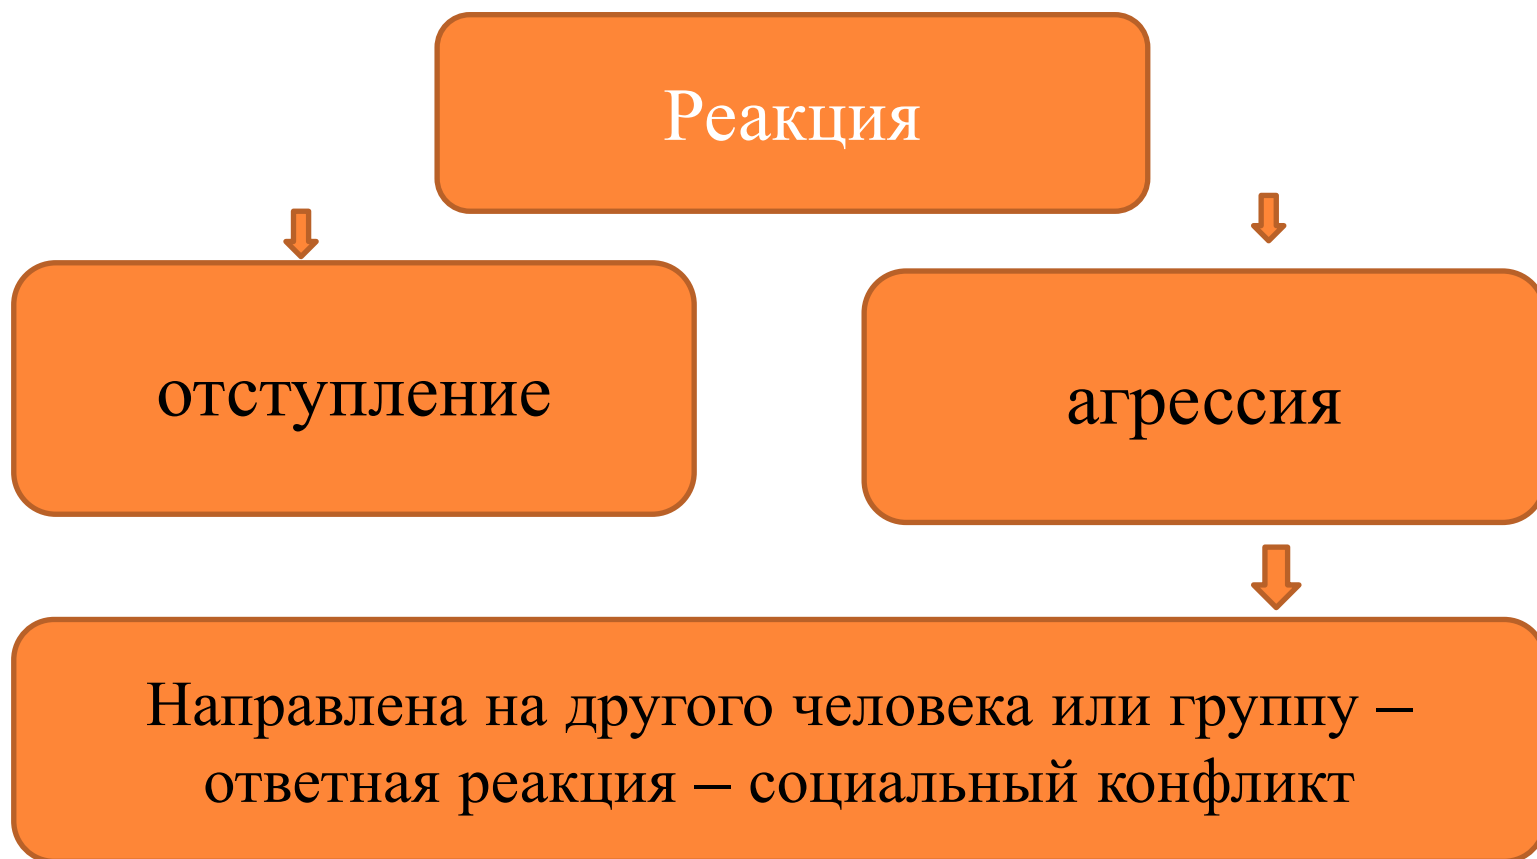 Реакция
отступление
агрессия
Направлена на другого человека или группу –
ответная реакция – социальный конфликт